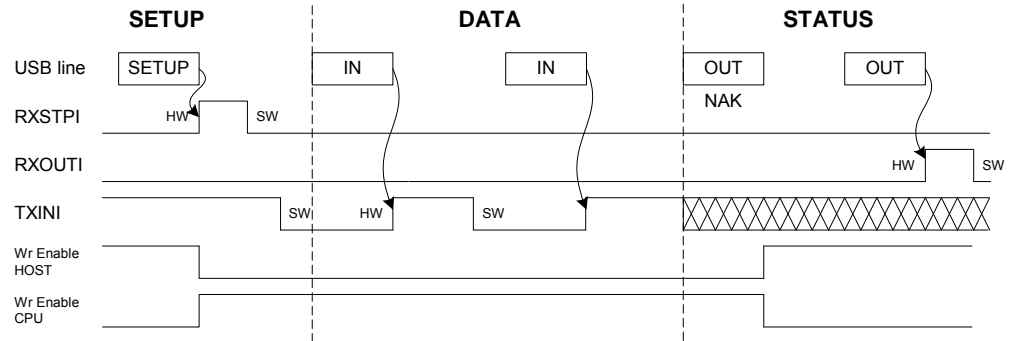 SETUP DATA STATUS
USB line SETUP IN IN OUT OUT
NAK
RXSTPI HW SW
RXOUTI HW SW
TXINI SW HW SW
Wr Enable
HOST
Wr Enable
CPU